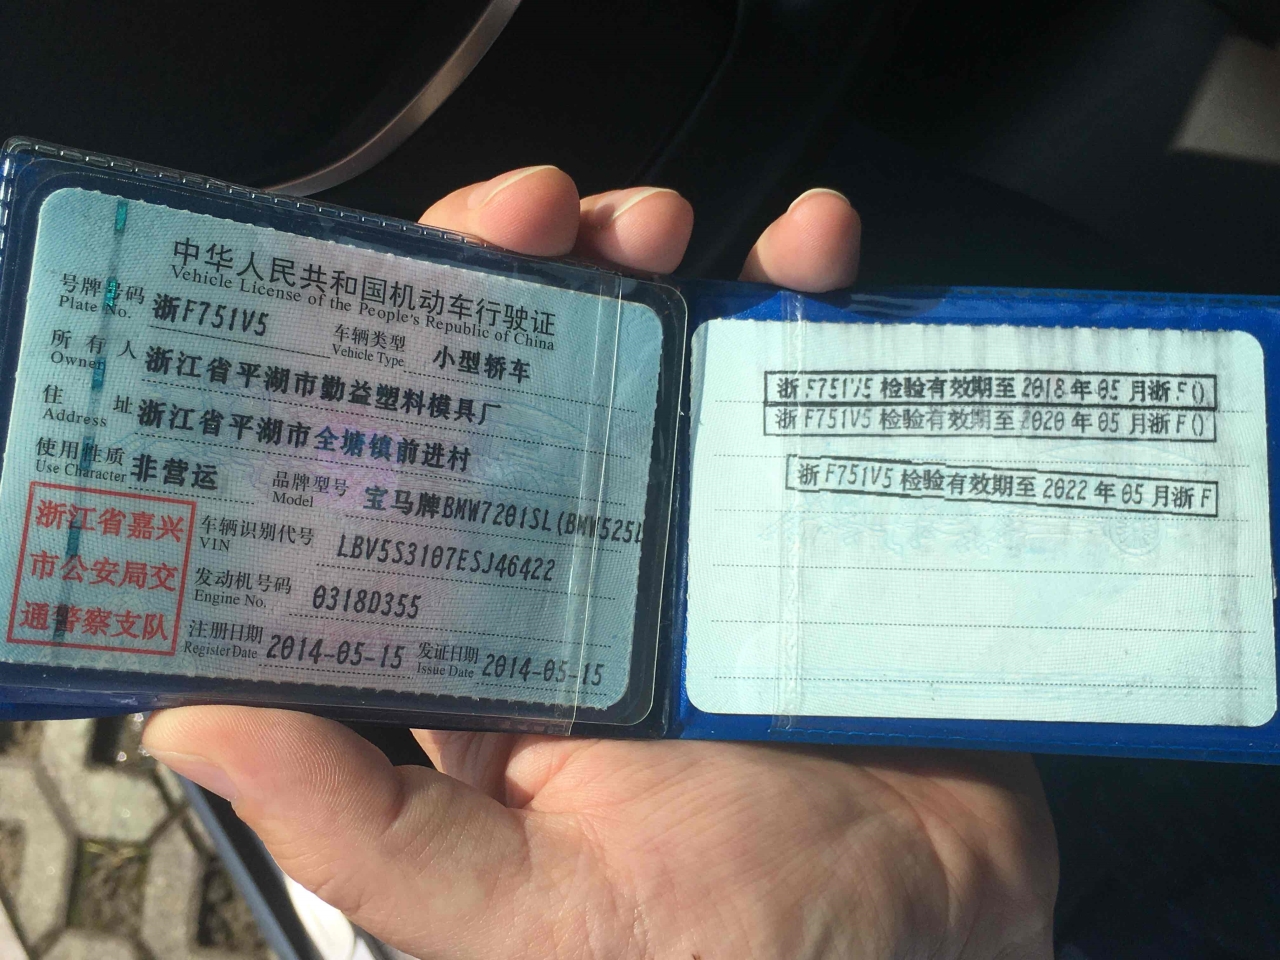 中华人民共和国机动车行驶证
Vehicle License of the People's Republic of China
号牌号码 浙F751V5 车辆类型 小型轿车
Plate No. Vehicle Type
所有人 浙江省平湖市勤益塑料模具厂
Owner
住址 浙江省平湖市全塘镇前进村
Address
使用性质 非营运 品牌型号 宝马牌BMW7201SL(BMW525L
Use Character Model
浙江省嘉兴
市公安局交
通警察支队
车辆识别代号 LBV5S3107ESJ46422
VIN
发动机号码 0318D355
Engine No.
注册日期 2014-05-15 发证日期 2014-05-15
Register Date Issue Date
浙F751V5检验有效期至2018年05月浙F()
浙F751V5检验有效期至2020年05月浙F()
浙F751V5检验有效期至2022年05月浙F